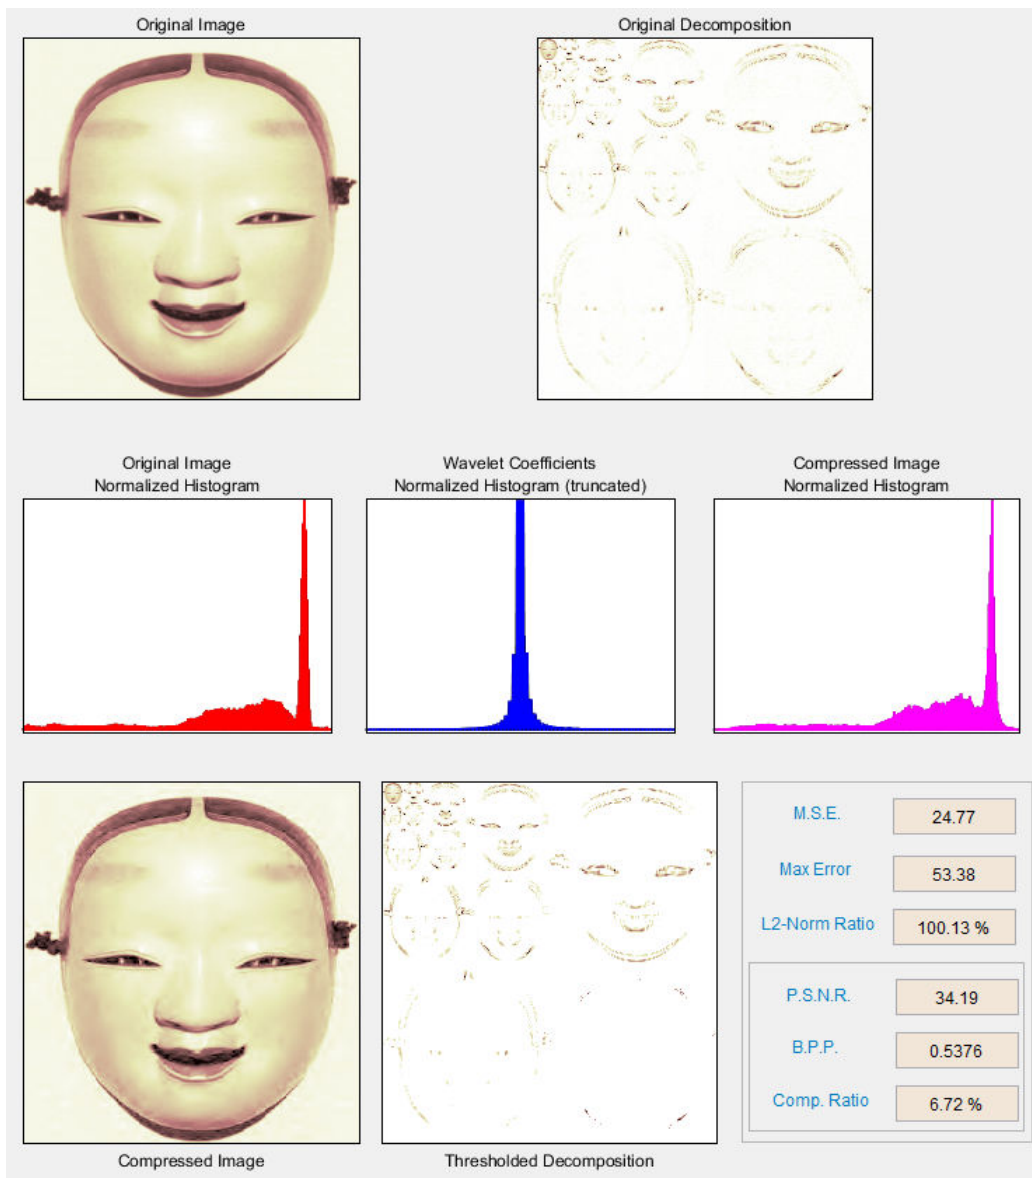 Original Image
Original Decomposition
Original Image
Normalized Histogram
Wavelet Coefficients
Normalized Histogram (truncated)
Compressed Image
Normalized Histogram
M.S.E. 24.77
Max Error 53.38
L2-Norm Ratio 100.13 %
P.S.N.R. 34.19
B.P.P. 0.5376
Comp. Ratio 6.72 %
Compressed Image
Thresholded Decomposition